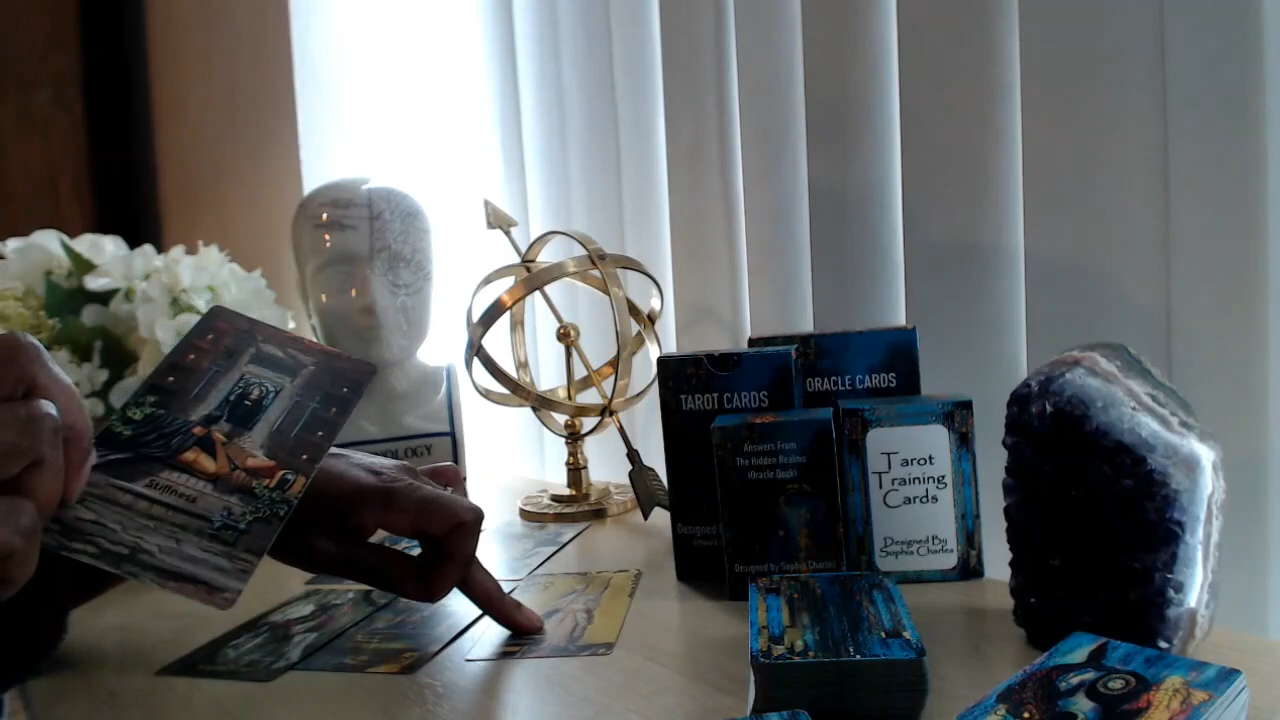 Stillness
OLOGY
TAROT CARDS
ORACLE CARDS
Answers From
The Hidden Realms
(Oracle Deck)
Designed By Sophia Charles
Tarot
Training
Cards
Designed By
Sophia Charles
Designed